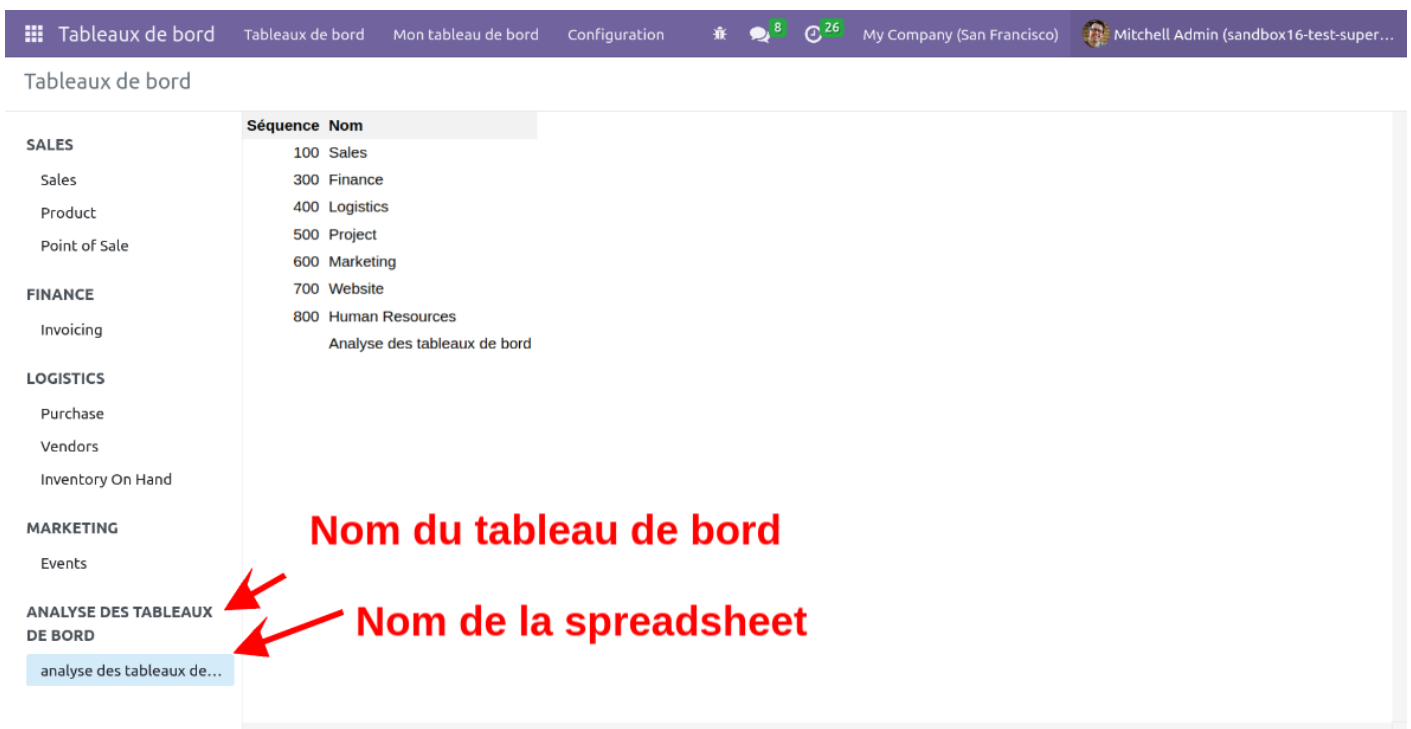 Tableaux de bord Tableaux de bord Mon tableau de bord Configuration 8 26 My Company (San Francisco) Mitchell Admin (sandbox16-test-super...
Tableaux de bord
SALES
Sales
Product
Point of Sale
FINANCE
Invoicing
LOGISTICS
Purchase
Vendors
Inventory On Hand
MARKETING
Events
ANALYSE DES TABLEAUX
DE BORD
analyse des tableaux de...
Séquence Nom
100 Sales
300 Finance
400 Logistics
500 Project
600 Marketing
700 Website
800 Human Resources
Analyse des tableaux de bord
Nom du tableau de bord
Nom de la spreadsheet